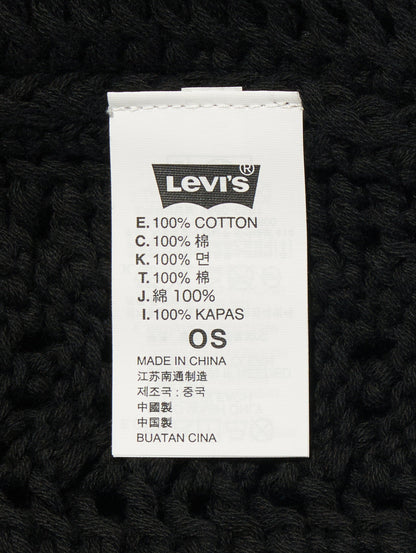 LEVI'S®
E. 100% COTTON
C. 100% 棉
K. 100% 면
T. 100% 棉
J. 綿 100%
I. 100% KAPAS
OS
MADE IN CHINA
江苏南通制造
제조국 : 중국
中國製
中国製
BUATAN CINA